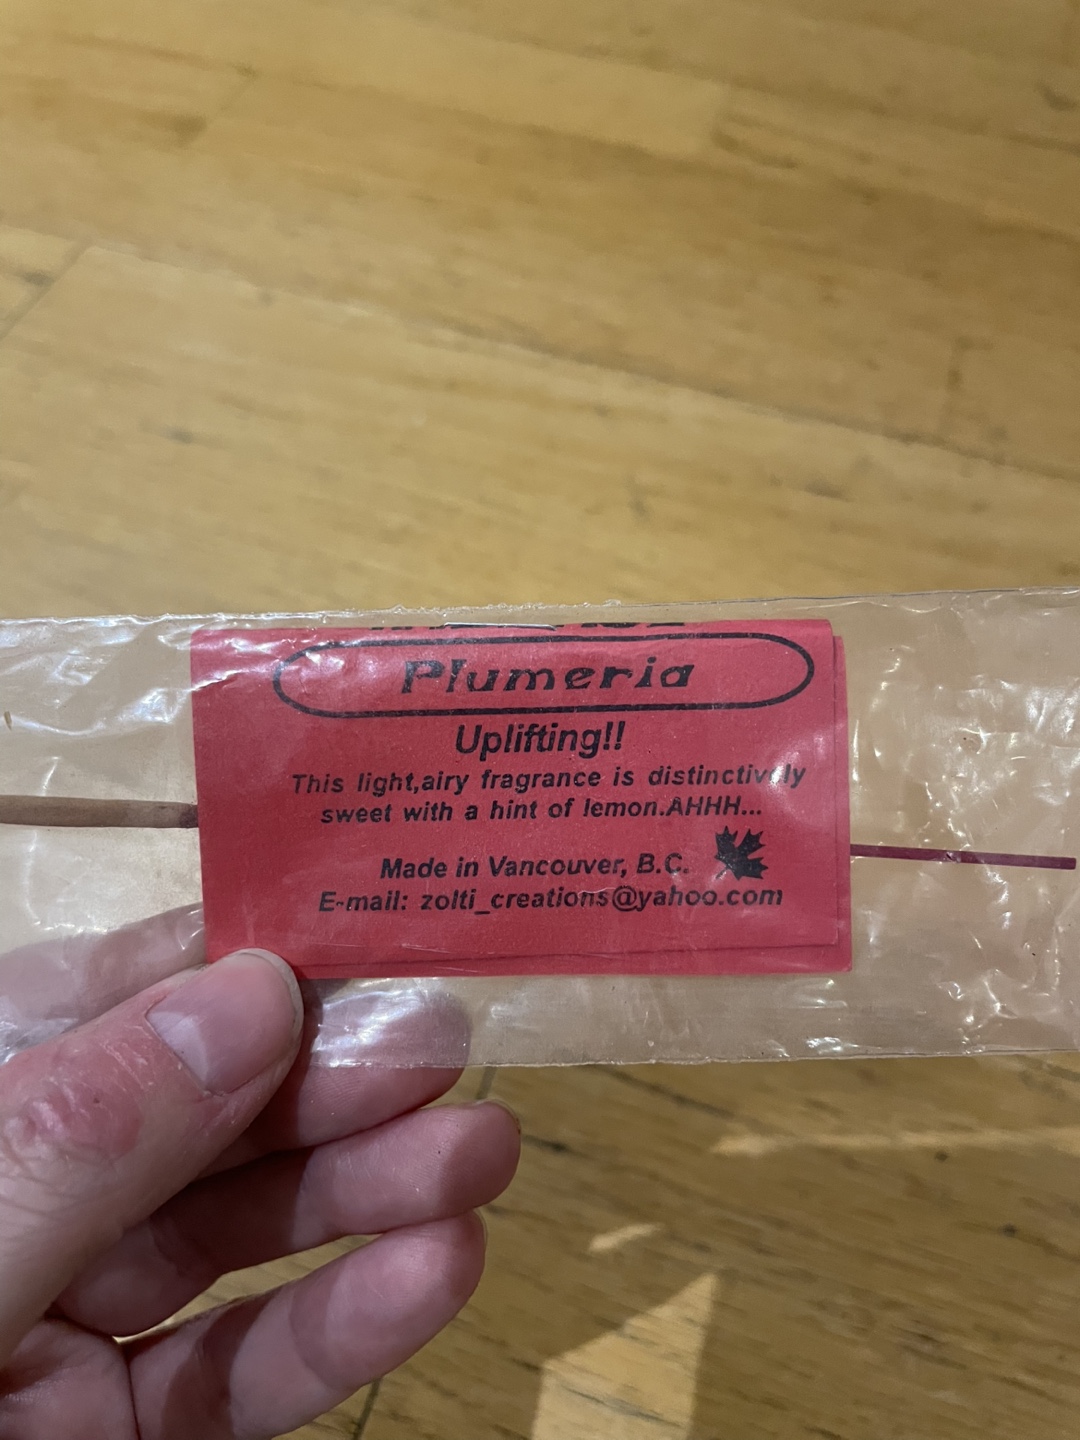 Plumeria
Uplifting!!
This light,airy fragrance is distinctively
sweet with a hint of lemon.AHHH...
Made in Vancouver, B.C.
E-mail: zolti_creations@yahoo.com